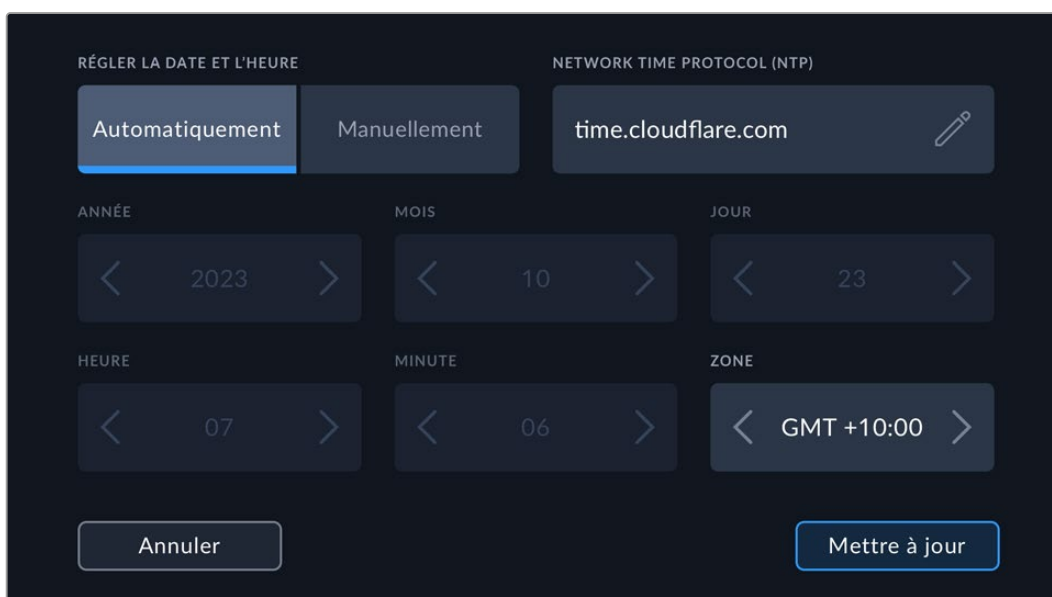 RÉGLER LA DATE ET L'HEURE
NETWORK TIME PROTOCOL (NTP)
Automatiquement
Manuellement
time.cloudflare.com
ANNÉE
MOIS
JOUR
2023
10
23
HEURE
MINUTE
ZONE
07
06
GMT +10:00
Annuler
Mettre à jour